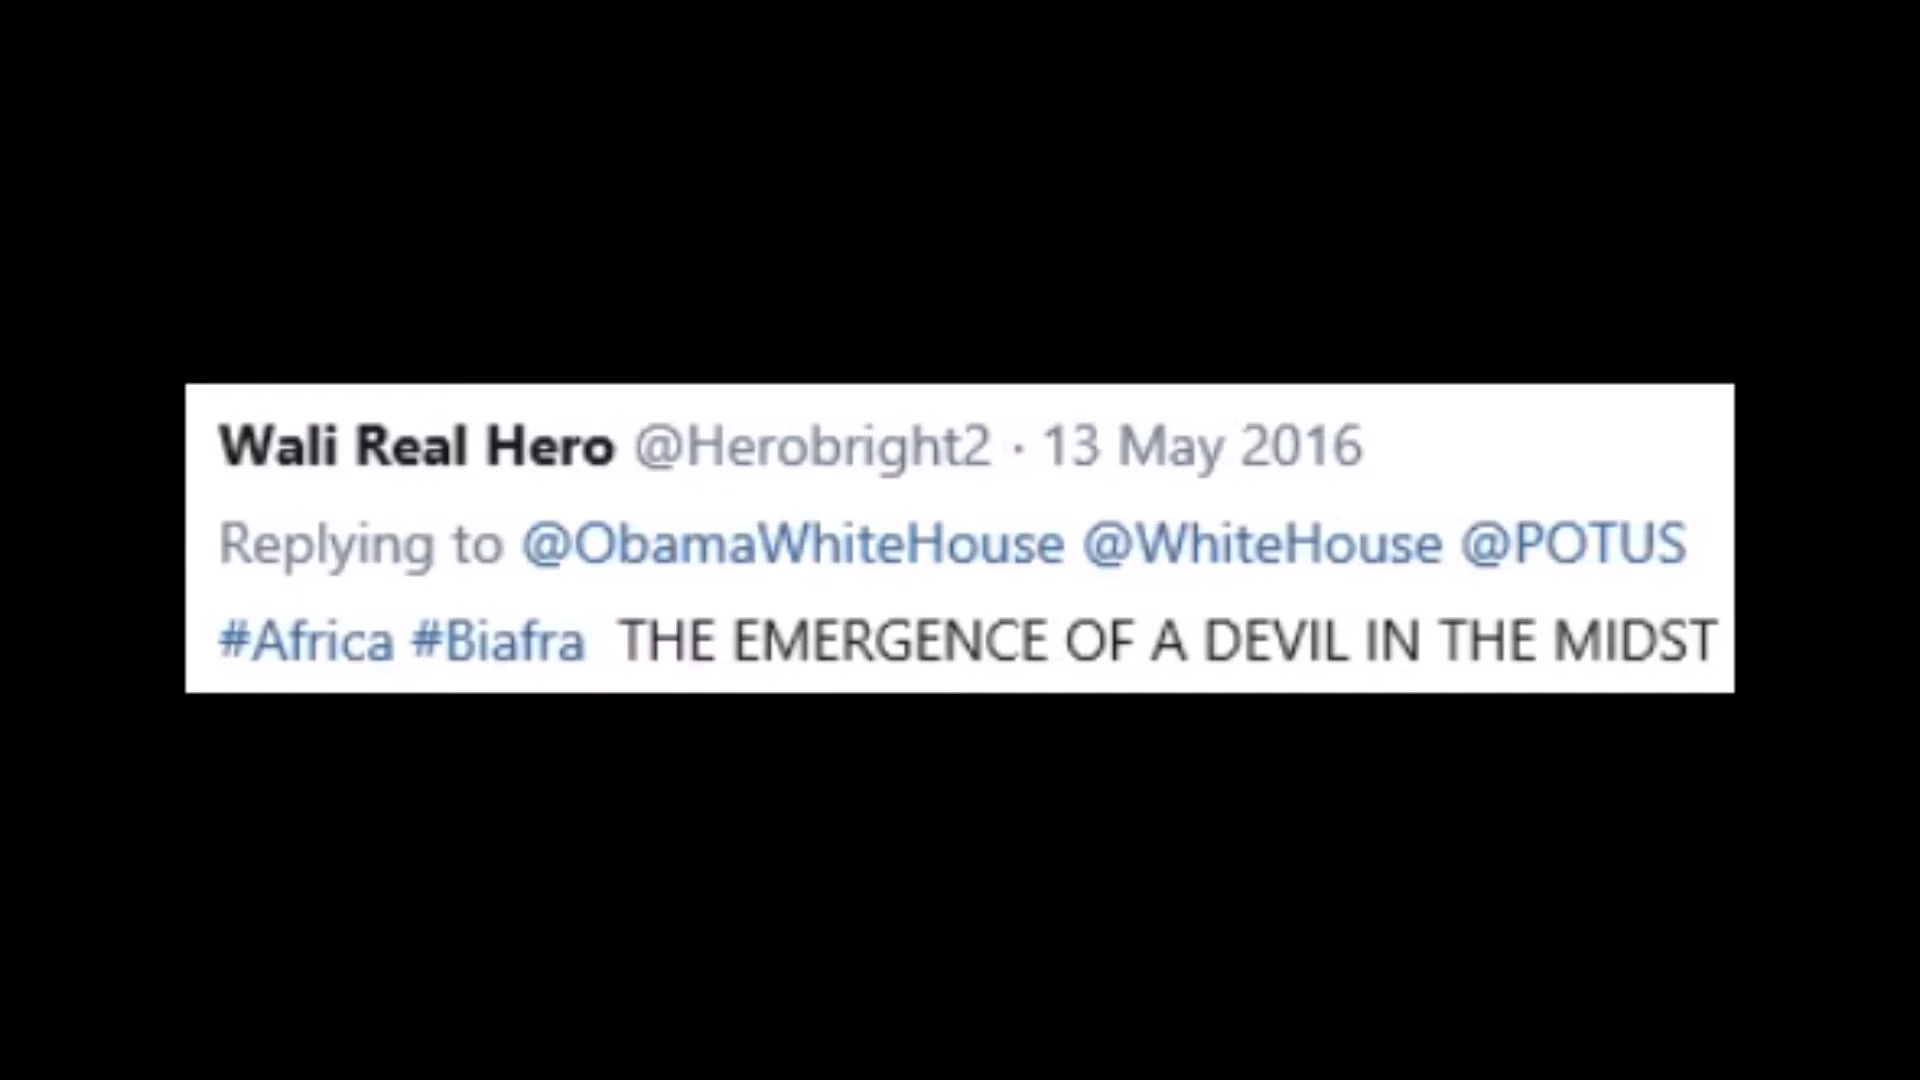 Wali Real Hero @Herobright2 · 13 May 2016
Replying to @ObamaWhiteHouse @WhiteHouse @POTUS
#Africa #Biafra THE EMERGENCE OF A DEVIL IN THE MIDST